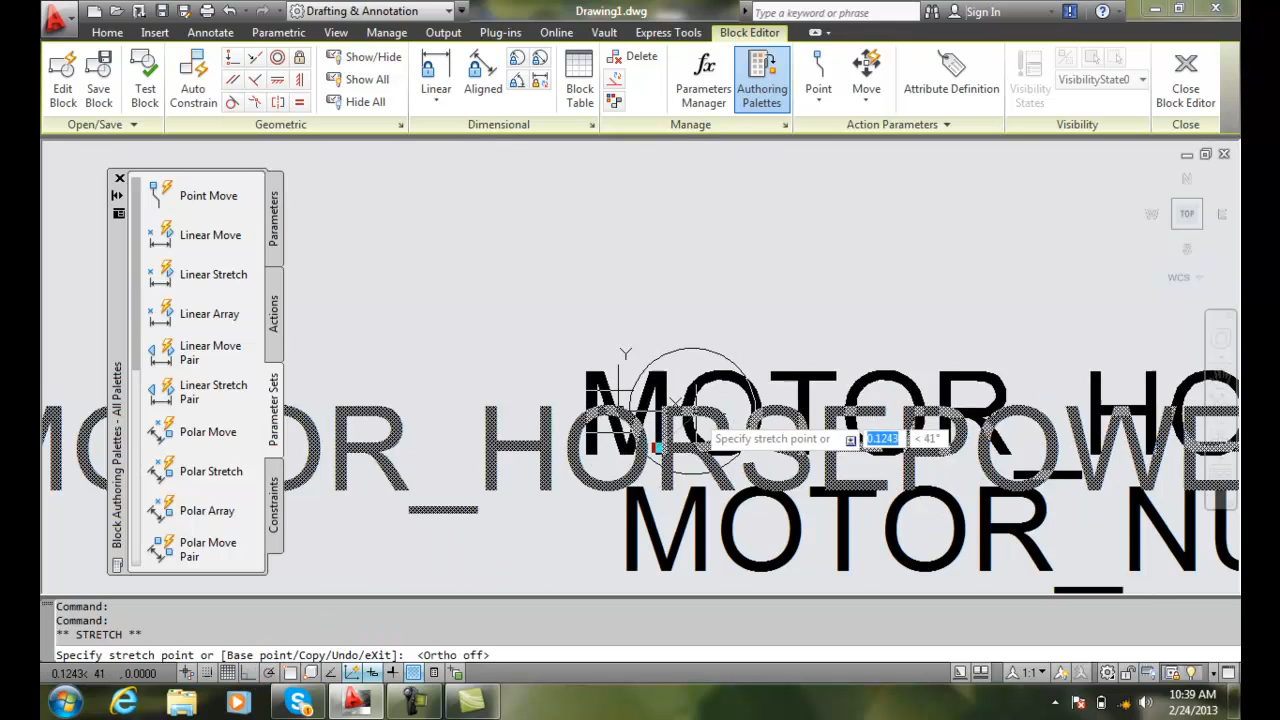 Drafting & Annotation
Drawing1.dwg
Type a keyword or phrase
Sign In
Home Insert Annotate Parametric View Manage Output Plug-ins Online Vault Express Tools Block Editor
Edit Block
Save Block
Test Block
Auto Constrain
Show/Hide
Show All
Hide All
Linear
Aligned
Block Table
Delete
Parameters Manager
Authoring Palettes
Point
Move
Attribute Definition
Visibility States
VisibilityState0
Close Block Editor
Open/Save
Geometric
Dimensional
Manage
Action Parameters
Visibility
Close
Point Move
Linear Move
Linear Stretch
Linear Array
Linear Move Pair
Linear Stretch Pair
Polar Move
Polar Stretch
Polar Array
Polar Move Pair
Parameters
Actions
Parameter Sets
Constraints
Block Authoring Palettes - All Palettes
N
W
TOP
E
S
WCS
Y
X
MOTOR_HO
MOTOR_HORSEPOWE
MOTOR_NU
Specify stretch point or
0.1243
< 41°
Command:
Command:
** STRETCH **
Specify stretch point or [Base point/Copy/Undo/eXit]: <Ortho off>
0.1243< 41 , 0.0000
1:1
10:39 AM
2/24/2013